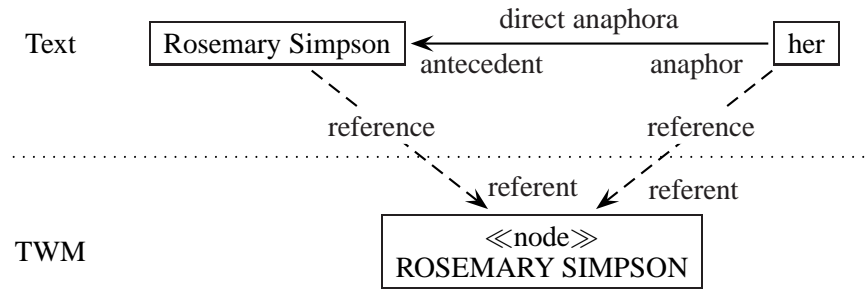 direct anaphora
Text Rosemary Simpson her
antecedent anaphor
reference reference
referent referent
TWM ≪node≫
ROSEMARY SIMPSON